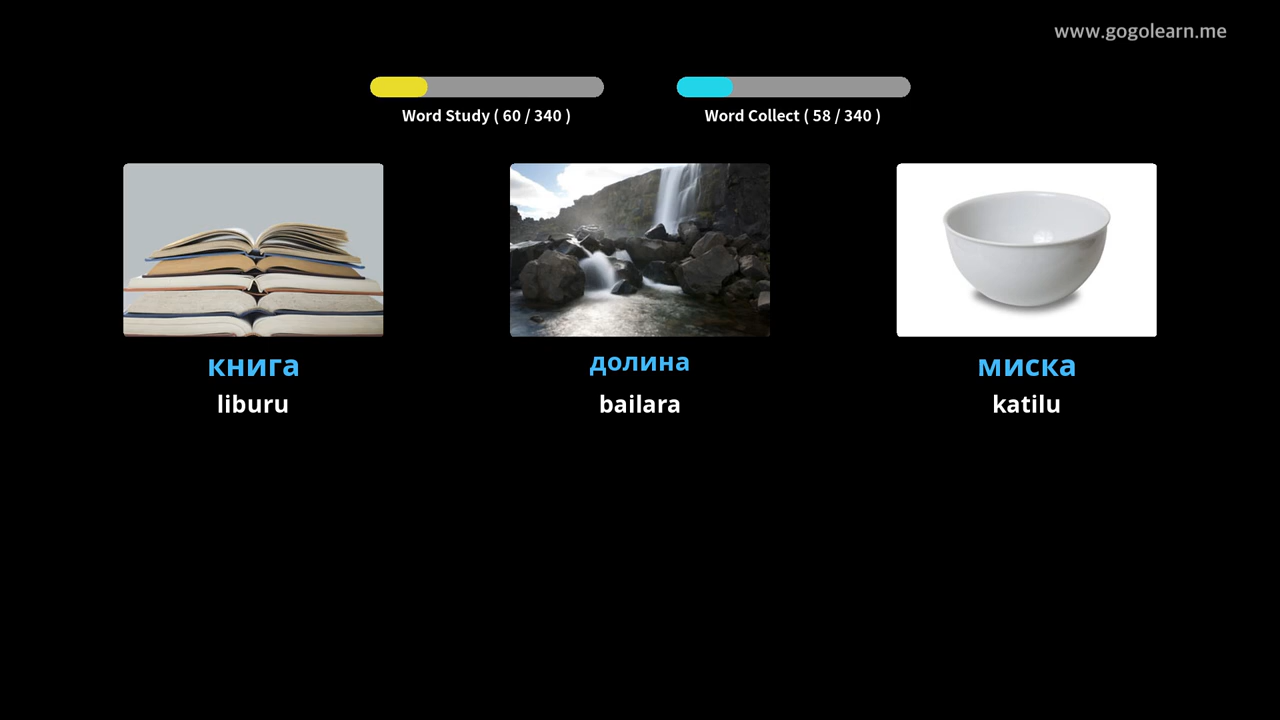 www.gogolearn.me
Word Study ( 60 / 340 )
Word Collect ( 58 / 340 )
книга
долина
миска
liburu
bailara
katilu